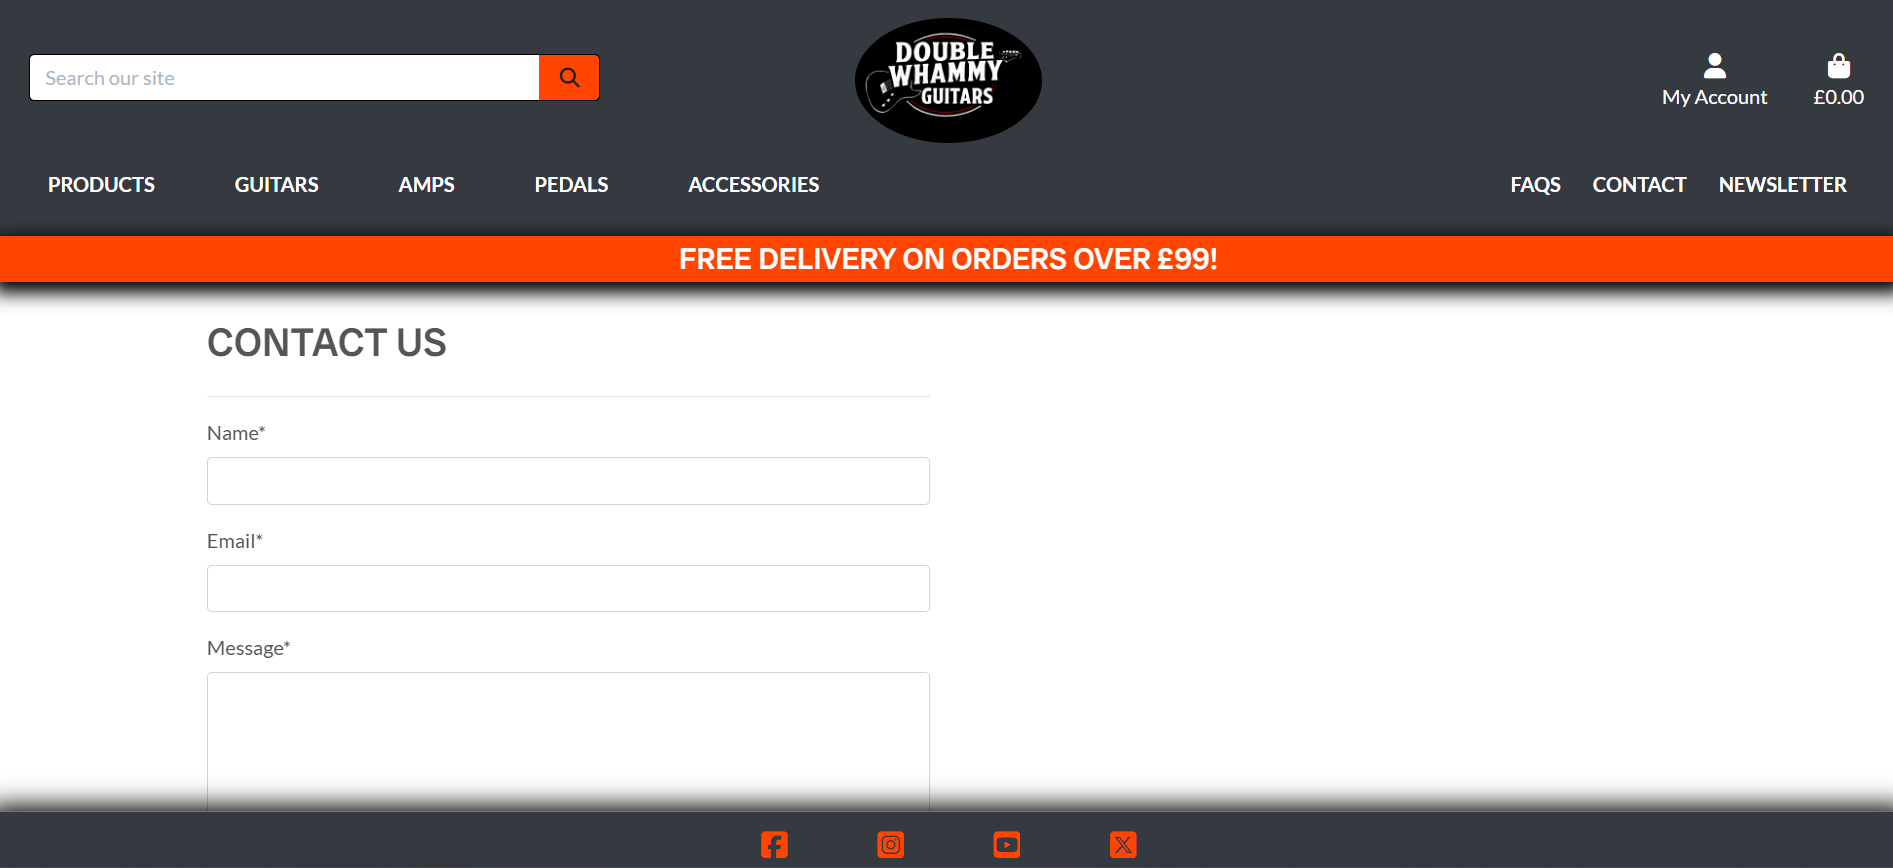 Search our site
DOUBLE
WHAMMY
GUITARS
My Account
£0.00
PRODUCTS
GUITARS
AMPS
PEDALS
ACCESSORIES
FAQS
CONTACT
NEWSLETTER
FREE DELIVERY ON ORDERS OVER £99!
CONTACT US
Name*
Email*
Message*